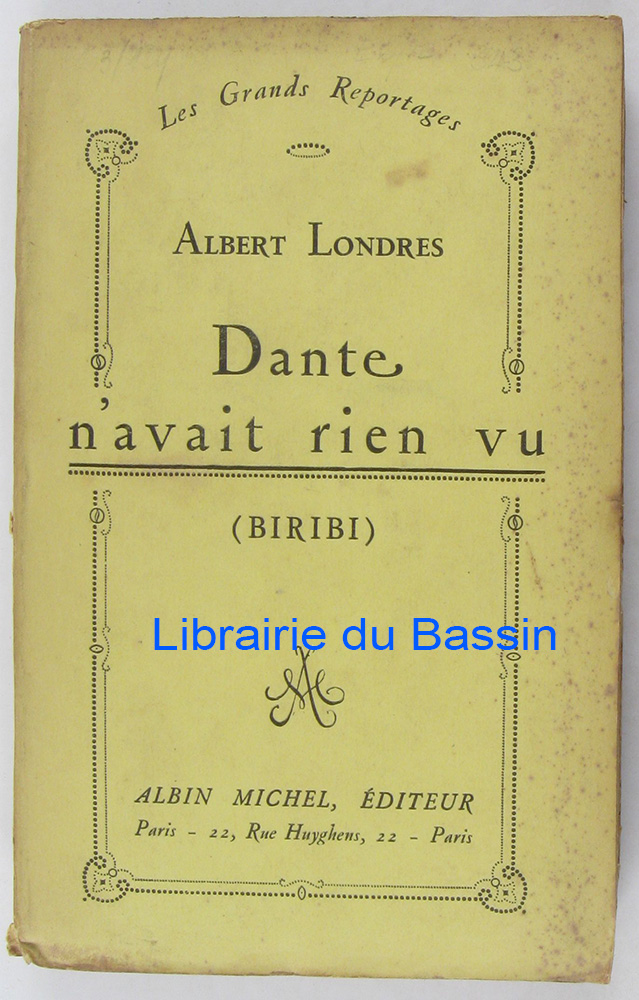 Les Grands Reportages
ALBERT LONDRES
Dante
n'avait rien vu
(BIRIBI)
Librairie du Bassin
AM
ALBIN MICHEL, ÉDITEUR
Paris - 22, Rue Huyghens, 22 - Paris